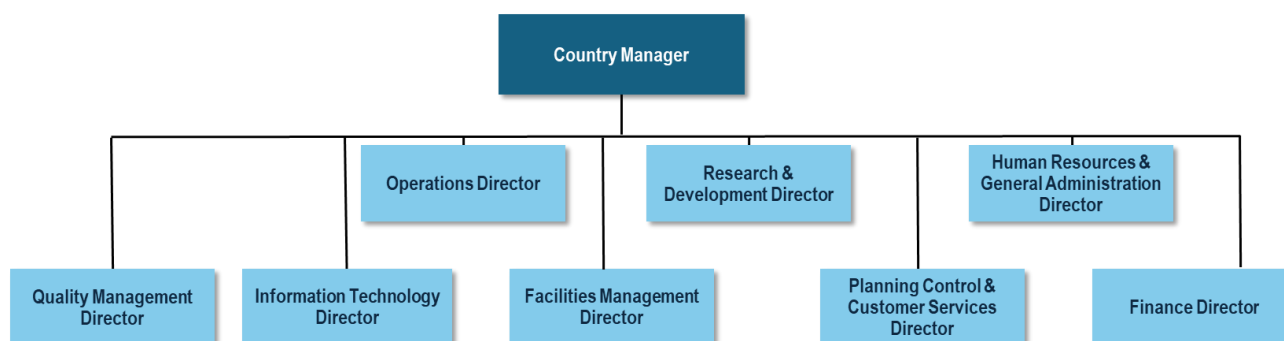 Country Manager
Operations Director
Research &
Development Director
Human Resources &
General Administration
Director
Quality Management
Director
Information Technology
Director
Facilities Management
Director
Planning Control &
Customer Services
Director
Finance Director